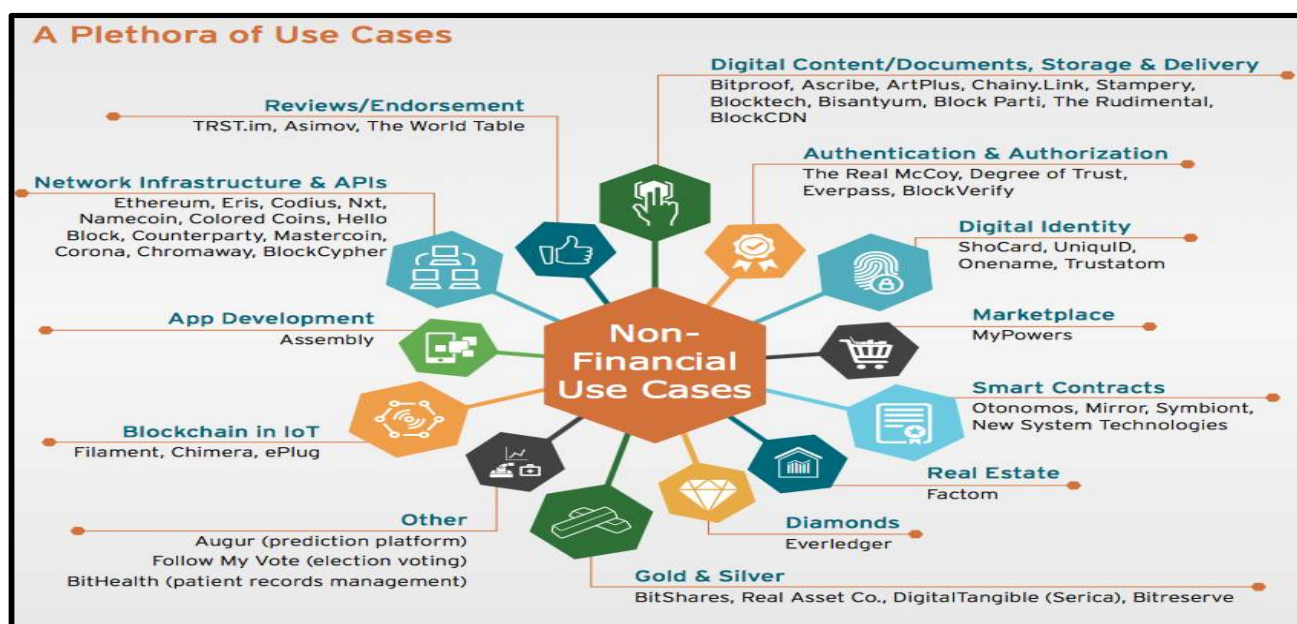 A Plethora of Use Cases
Digital Content/Documents, Storage & Delivery
Bitproof, Ascribe, ArtPlus, Chainy.Link, Stampery,
Blocktech, Bisantyum, Block Parti, The Rudimental,
BlockCDN
Reviews/Endorsement
TRST.im, Asimov, The World Table
Authentication & Authorization
The Real McCoy, Degree of Trust,
Everpass, BlockVerify
Network Infrastructure & APIs
Ethereum, Eris, Codius, Nxt,
Namecoin, Colored Coins, Hello
Block, Counterparty, Mastercoin,
Corona, Chromaway, BlockCypher
Digital Identity
ShoCard, UniquID,
Onename, Trustatom
App Development
Assembly
Non-
Financial
Use Cases
Marketplace
MyPowers
Smart Contracts
Otonomos, Mirror, Symbiont,
New System Technologies
Blockchain in IoT
Filament, Chimera, ePlug
Real Estate
Factom
Other
Augur (prediction platform)
Follow My Vote (election voting)
BitHealth (patient records management)
Diamonds
Everledger
Gold & Silver
BitShares, Real Asset Co., DigitalTangible (Serica), Bitreserve